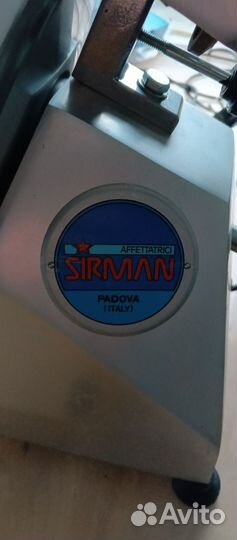 AFFETTATRICI
SIRMAN
PADOVA
(ITALY)
Avito